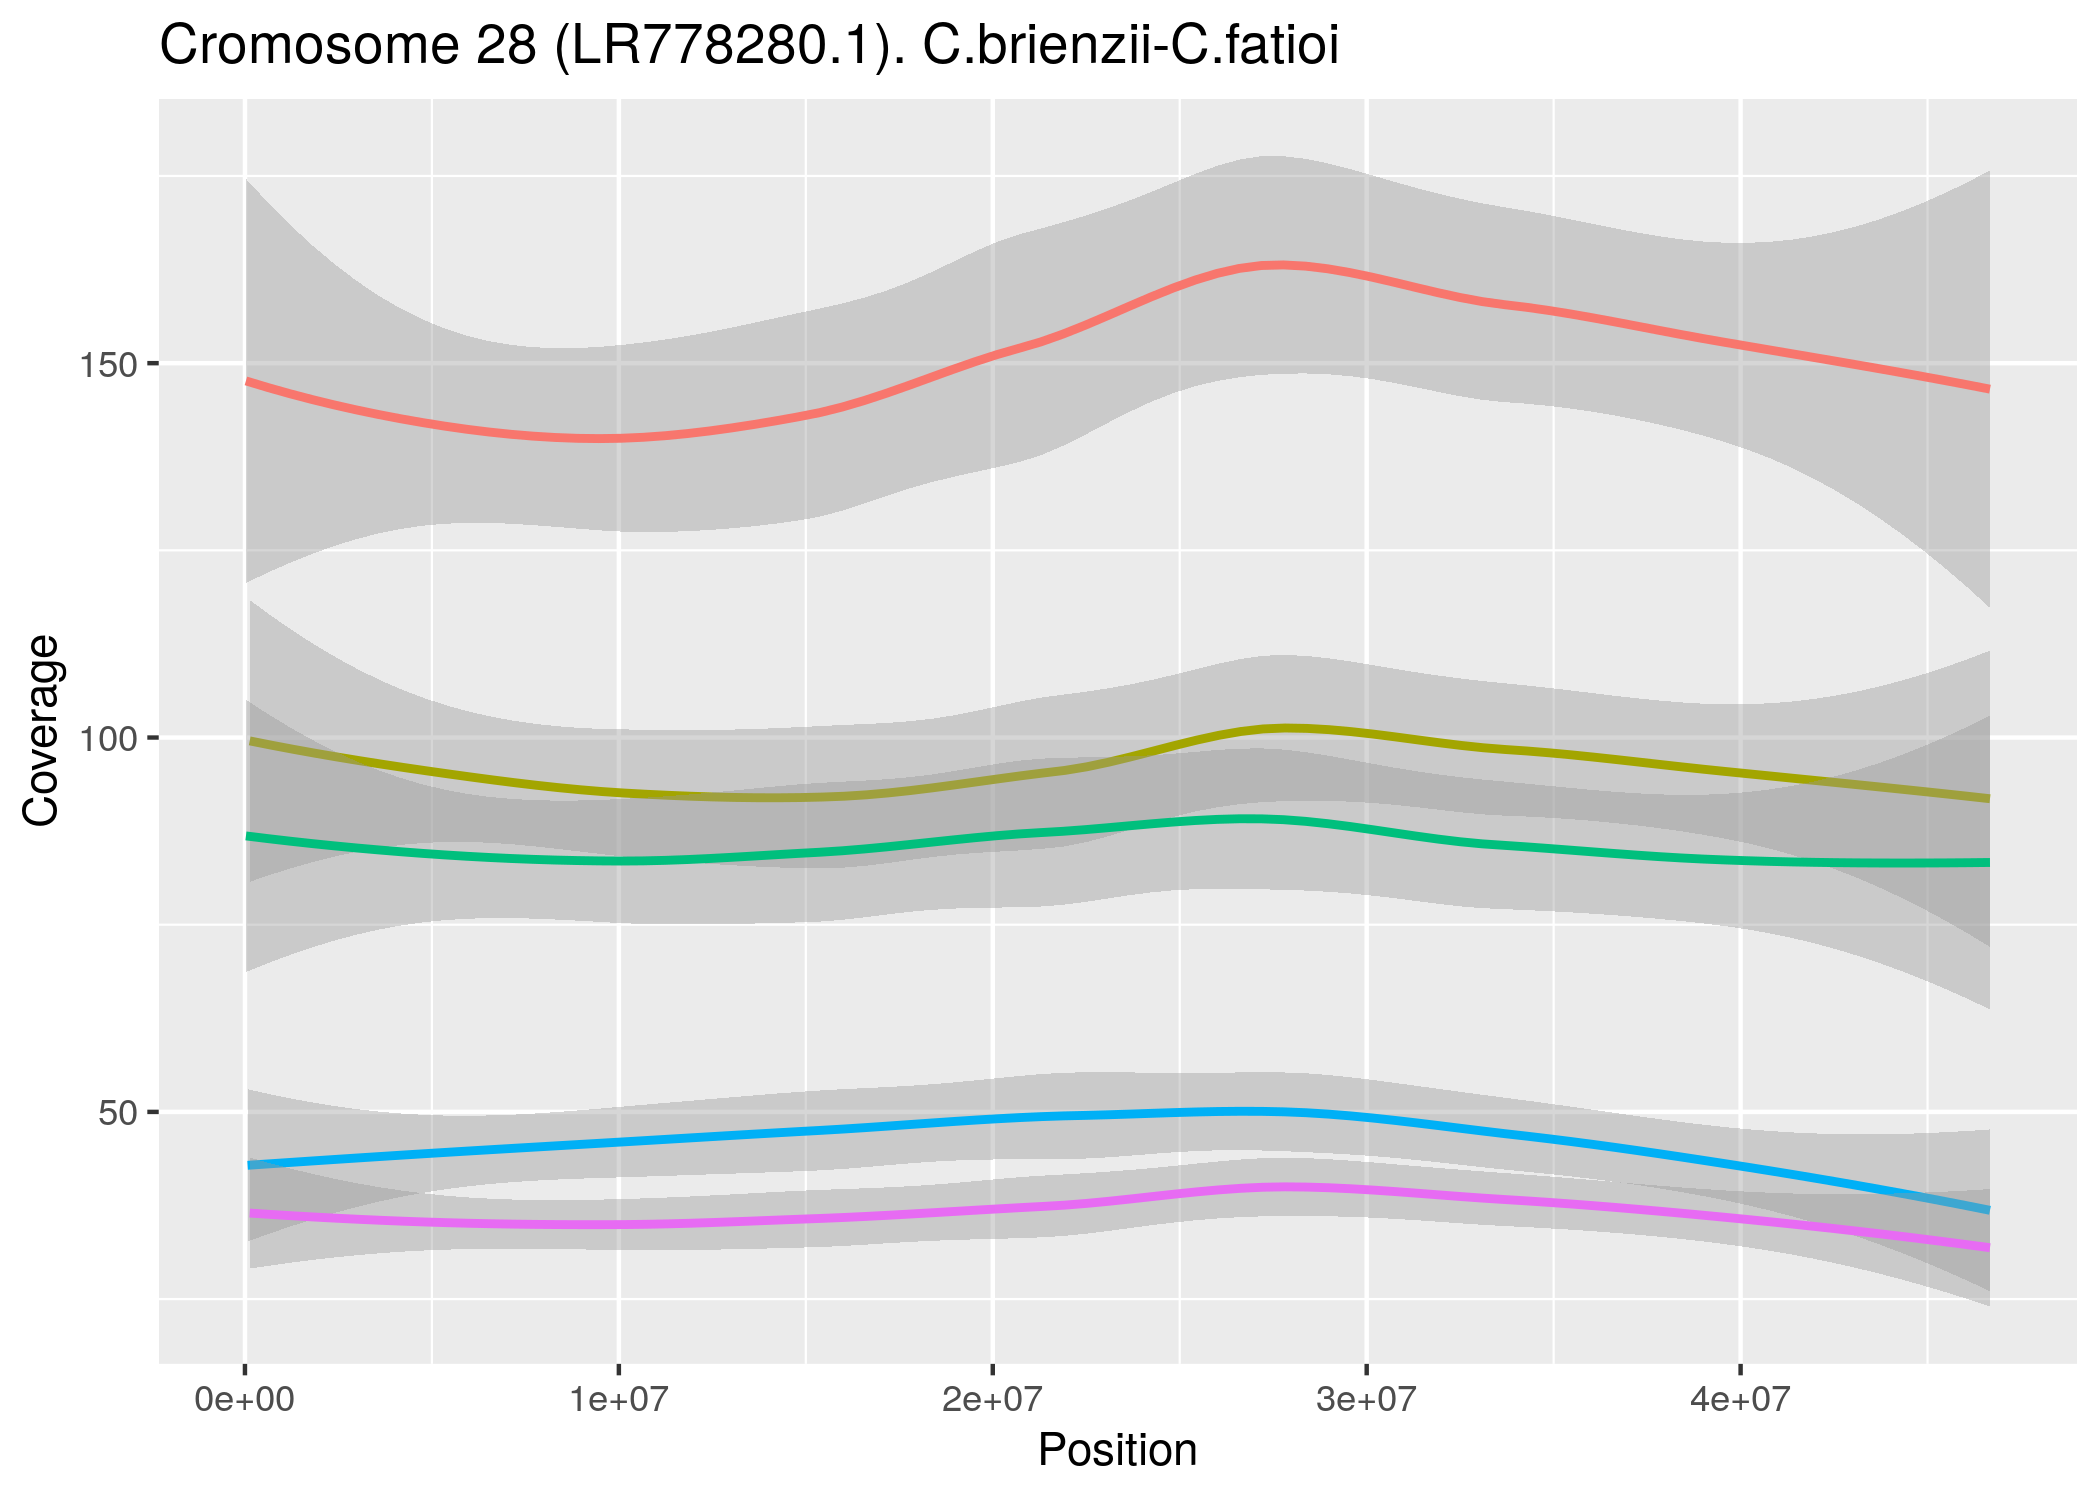 Cromosome 28 (LR778280.1). C.brienzii-C.fatioi
Coverage
150
100
50
0e+00 1e+07 2e+07 3e+07 4e+07
Position